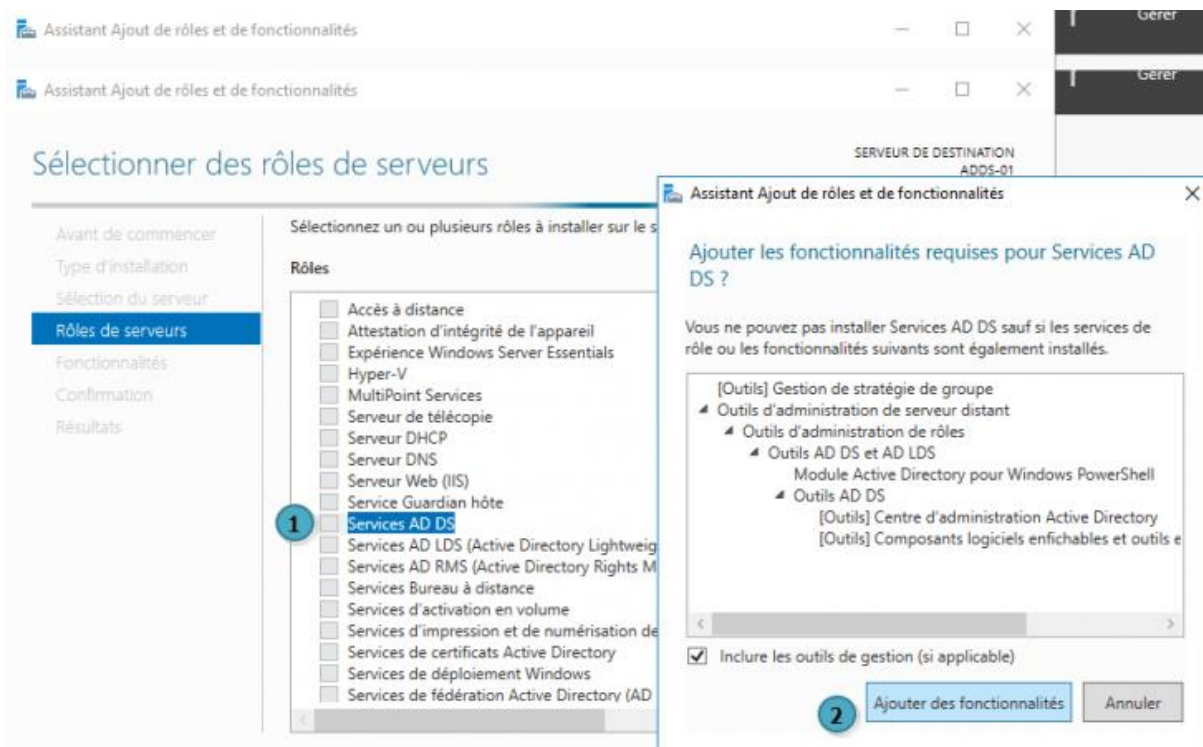 Assistant Ajout de rôles et de fonctionnalités
Gérer
Assistant Ajout de rôles et de fonctionnalités
Gérer
Sélectionner des rôles de serveurs
SERVEUR DE DESTINATION
ADDS-01
Avant de commencer
Type d'installation
Sélection du serveur
Rôles de serveurs
Fonctionnalités
Confirmation
Résultats
Sélectionnez un ou plusieurs rôles à installer sur le s
Rôles
Accès à distance
Attestation d'intégrité de l'appareil
Expérience Windows Server Essentials
Hyper-V
MultiPoint Services
Serveur de télécopie
Serveur DHCP
Serveur DNS
Serveur Web (IIS)
Service Guardian hôte
1 Services AD DS
Services AD LDS (Active Directory Lightweig
Services AD RMS (Active Directory Rights M
Services Bureau à distance
Services d'activation en volume
Services d'impression et de numérisation de
Services de certificats Active Directory
Services de déploiement Windows
Services de fédération Active Directory (AD
Assistant Ajout de rôles et de fonctionnalités
Ajouter les fonctionnalités requises pour Services AD
DS ?
Vous ne pouvez pas installer Services AD DS sauf si les services de
rôle ou les fonctionnalités suivants sont également installés.
[Outils] Gestion de stratégie de groupe
Outils d'administration de serveur distant
Outils d'administration de rôles
Outils AD DS et AD LDS
Module Active Directory pour Windows PowerShell
Outils AD DS
[Outils] Centre d'administration Active Directory
[Outils] Composants logiciels enfichables et outils e
Inclure les outils de gestion (si applicable)
2 Ajouter des fonctionnalités
Annuler